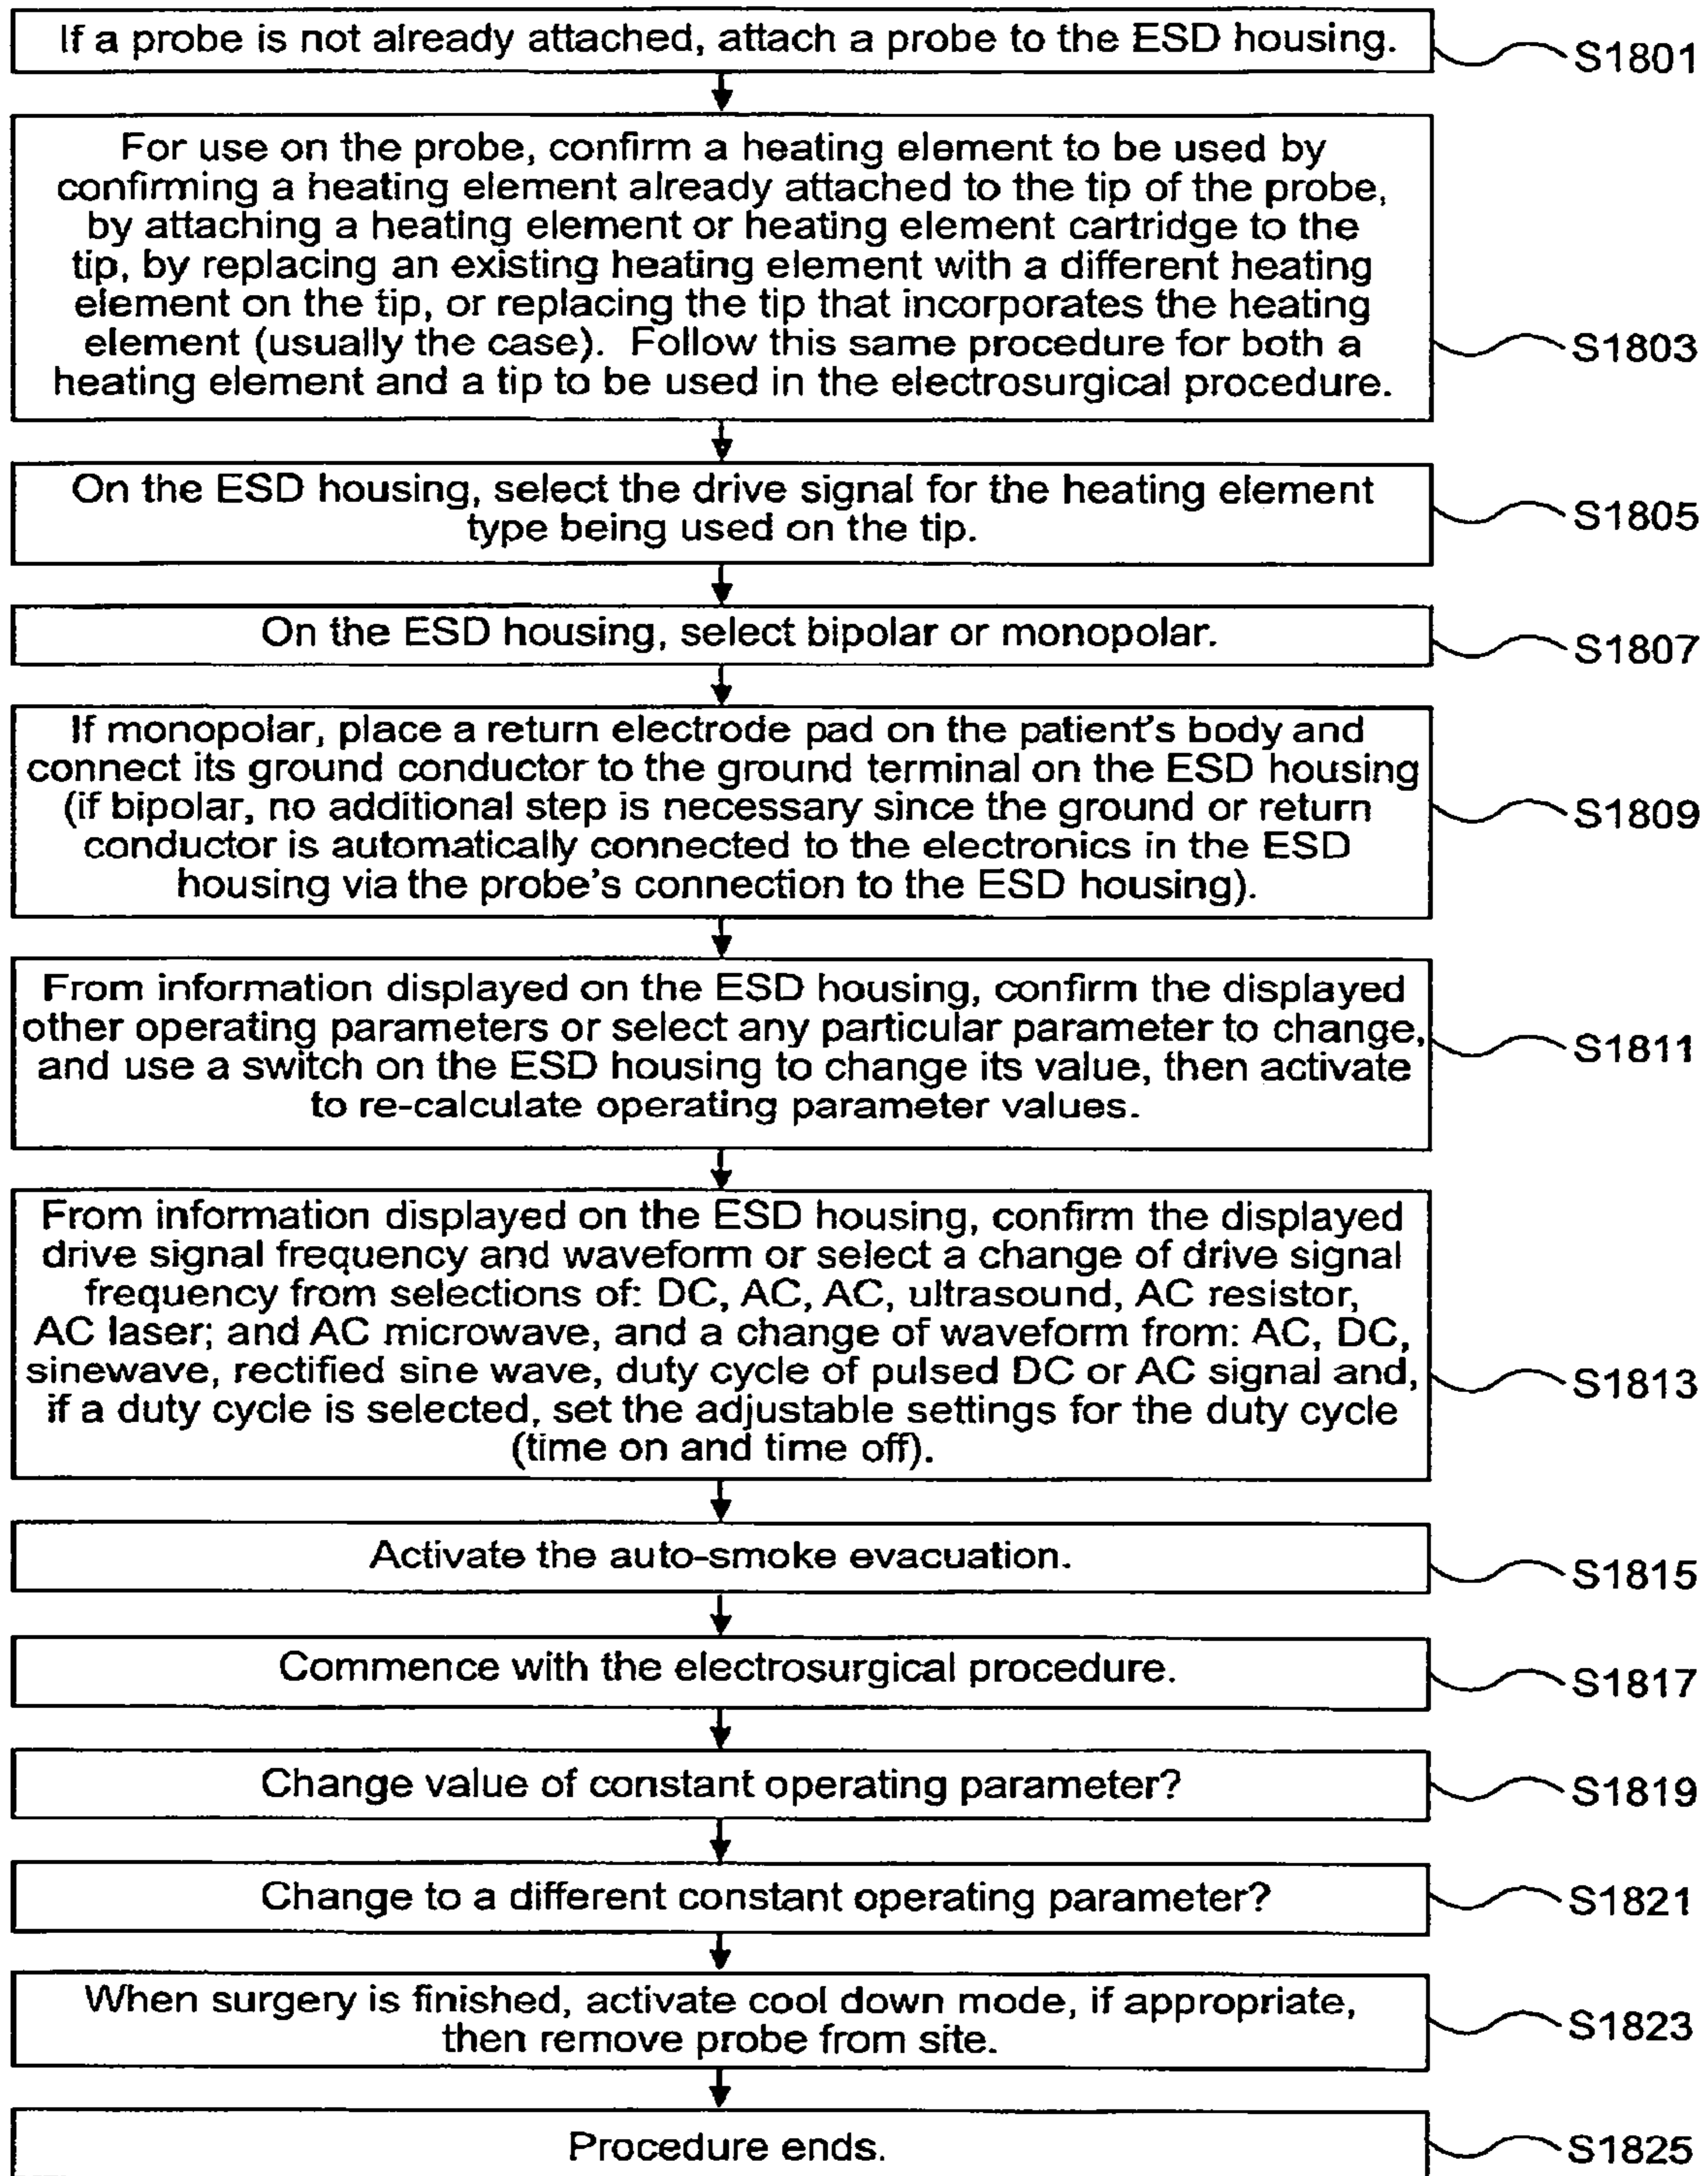 If a probe is not already attached, attach a probe to the ESD housing.
S1801
For use on the probe, confirm a heating element to be used by
confirming a heating element already attached to the tip of the probe,
by attaching a heating element or heating element cartridge to the
tip, by replacing an existing heating element with a different heating
element on the tip, or replacing the tip that incorporates the heating
element (usually the case). Follow this same procedure for both a
heating element and a tip to be used in the electrosurgical procedure.
S1803
On the ESD housing, select the drive signal for the heating element
type being used on the tip.
S1805
On the ESD housing, select bipolar or monopolar.
S1807
If monopolar, place a return electrode pad on the patient's body and
connect its ground conductor to the ground terminal on the ESD housing
(if bipolar, no additional step is necessary since the ground or return
conductor is automatically connected to the electronics in the ESD
housing via the probe's connection to the ESD housing).
S1809
From information displayed on the ESD housing, confirm the displayed
other operating parameters or select any particular parameter to change,
and use a switch on the ESD housing to change its value, then activate
to re-calculate operating parameter values.
S1811
From information displayed on the ESD housing, confirm the displayed
drive signal frequency and waveform or select a change of drive signal
frequency from selections of: DC, AC, AC, ultrasound, AC resistor,
AC laser; and AC microwave, and a change of waveform from: AC, DC,
sinewave, rectified sine wave, duty cycle of pulsed DC or AC signal and,
if a duty cycle is selected, set the adjustable settings for the duty cycle
(time on and time off).
S1813
Activate the auto-smoke evacuation.
S1815
Commence with the electrosurgical procedure.
S1817
Change value of constant operating parameter?
S1819
Change to a different constant operating parameter?
S1821
When surgery is finished, activate cool down mode, if appropriate,
then remove probe from site.
S1823
Procedure ends.
S1825